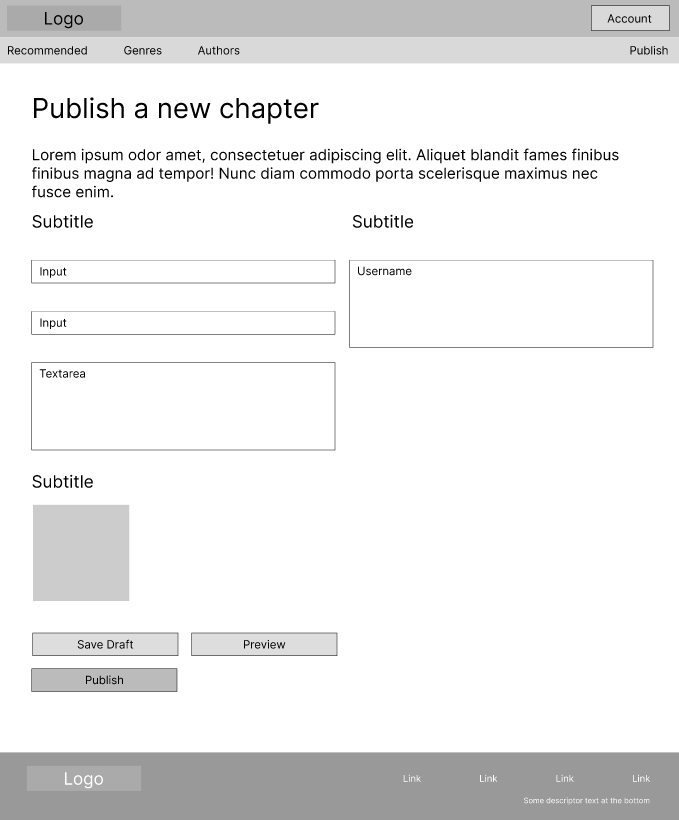 Logo
Account
Recommended
Genres
Authors
Publish
Publish a new chapter
Lorem ipsum odor amet, consectetuer adipiscing elit. Aliquet blandit fames finibus
finibus magna ad tempor! Nunc diam commodo porta scelerisque maximus nec
fusce enim.
Subtitle
Input
Input
Textarea
Subtitle
Username
Subtitle
Save Draft
Preview
Publish
Logo
Link
Link
Link
Link
Some descriptor text at the bottom